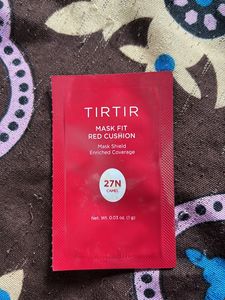 TIRTIR
MASK FIT
RED CUSHION
Mask Shield
Enriched Coverage
27N
CAMEL
Net. Wt. 0.03 oz. (1 g)